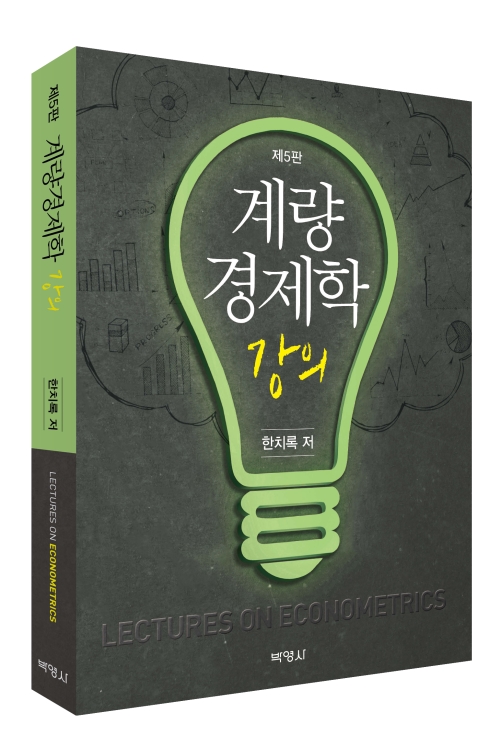 제5판
계량
경제학
강의
한치록 저
LECTURES ON ECONOMETRICS
박영사
제5판 계량경제학 강의
한치록 저
LECTURES ON ECONOMETRICS
박영사
PROGRESS